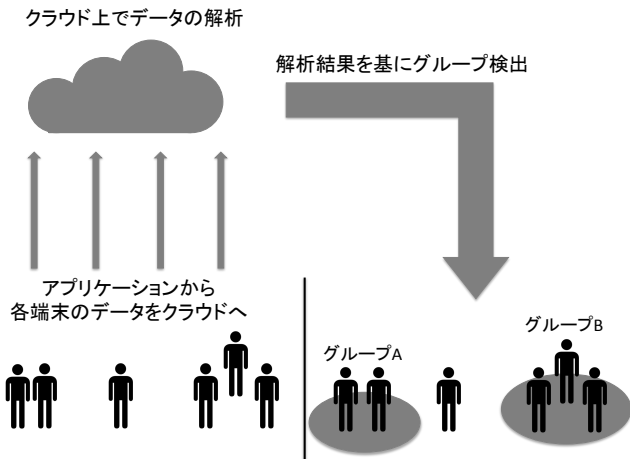 クラウド上でデータの解析
解析結果を基にグループ検出
アプリケーションから
各端末のデータをクラウドへ
グループA
グループB